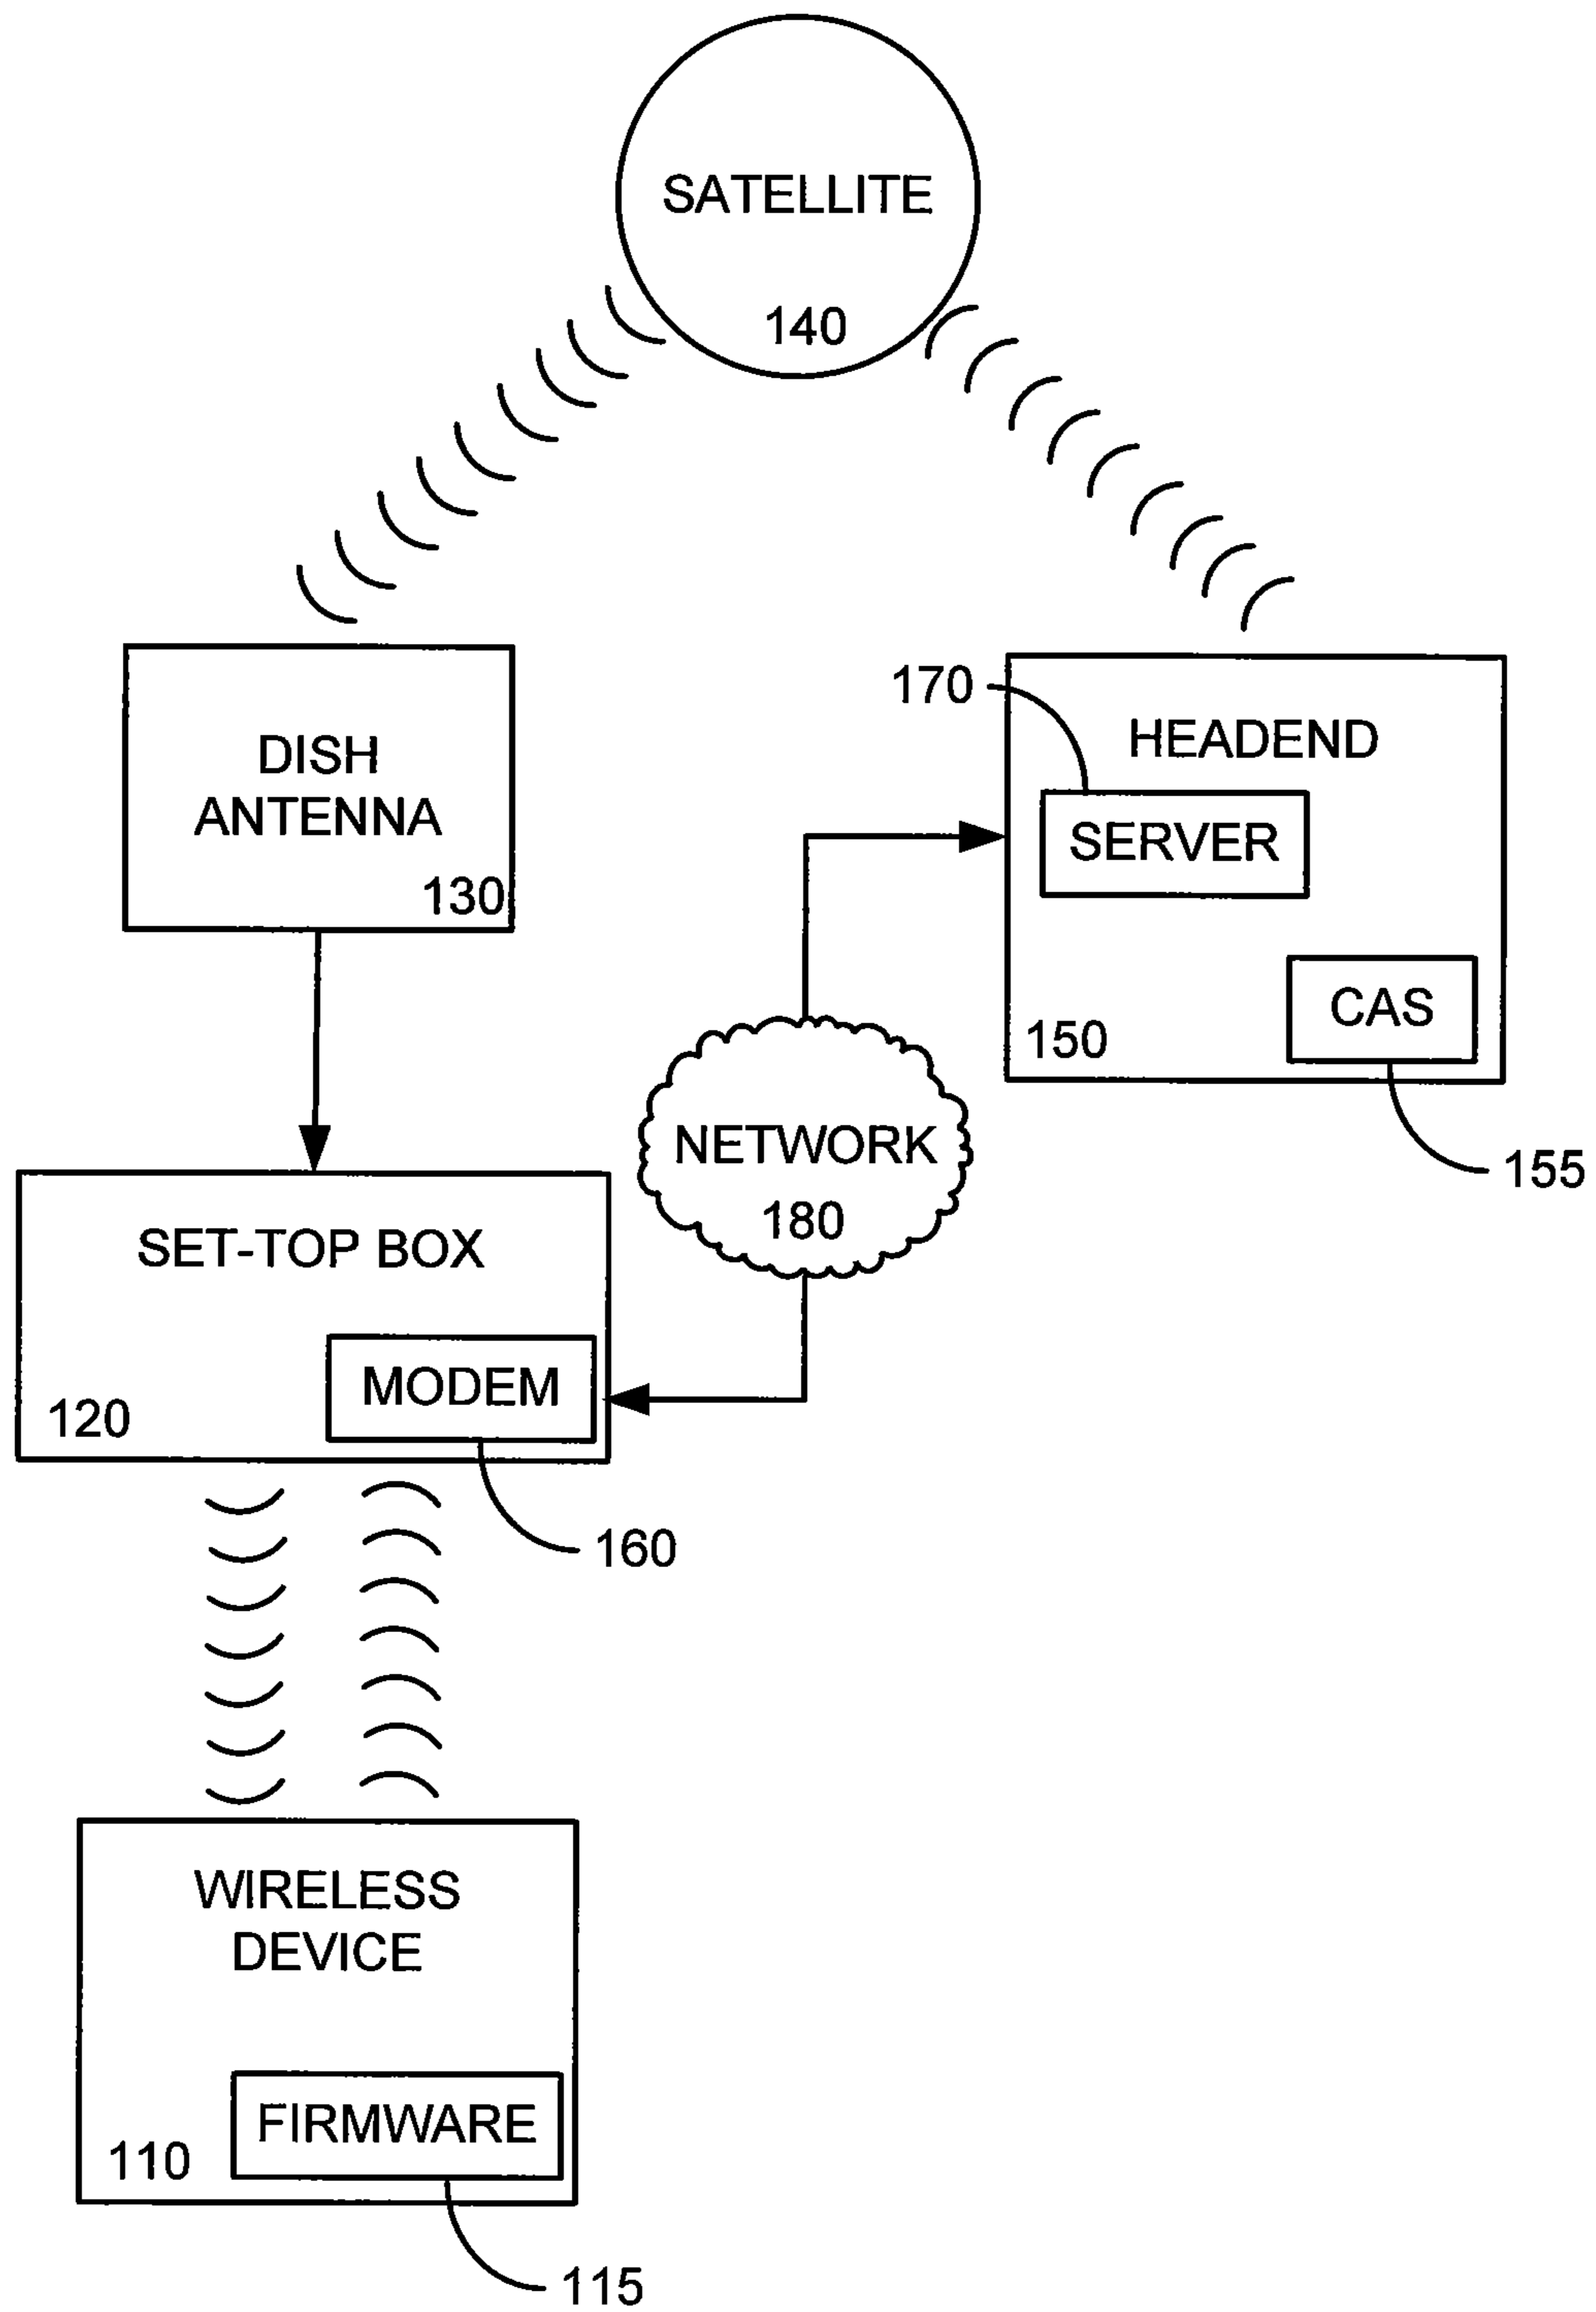 SATELLITE
140
DISH
ANTENNA
130
170
HEADEND
SERVER
CAS
150
155
NETWORK
180
SET-TOP BOX
MODEM
120
160
WIRELESS
DEVICE
FIRMWARE
110
115